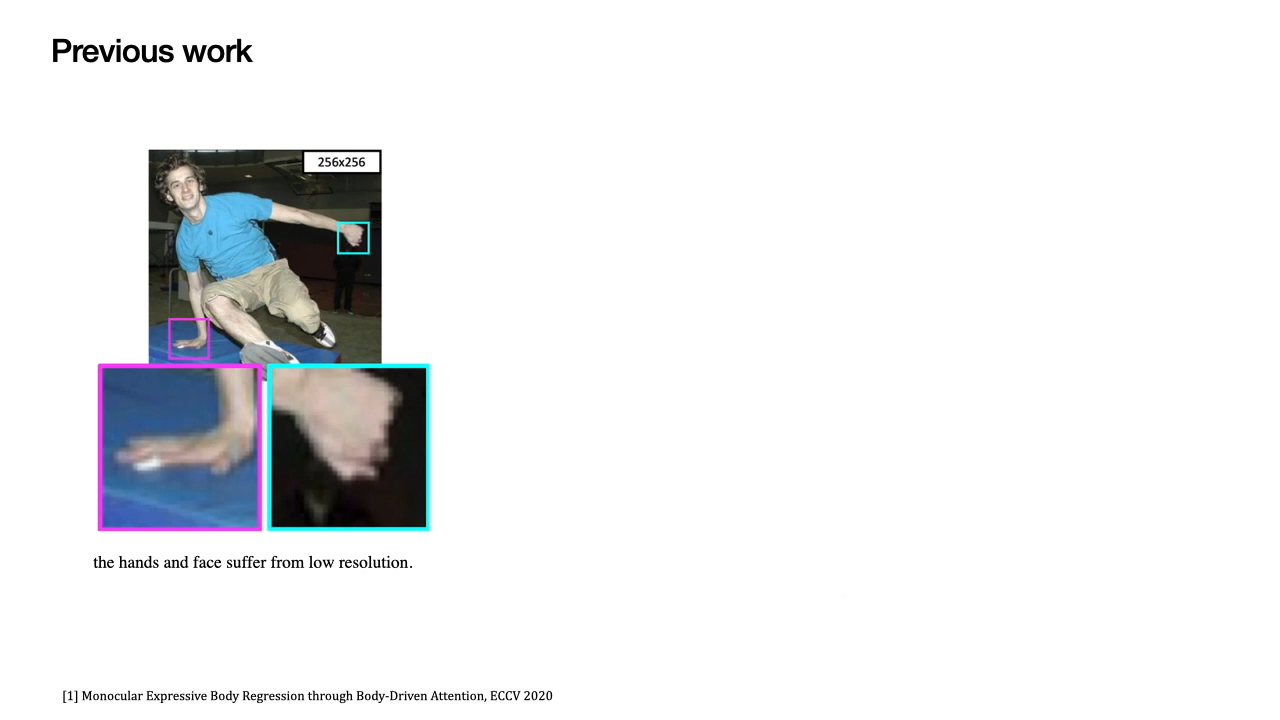 Previous work
256x256
the hands and face suffer from low resolution.
[1] Monocular Expressive Body Regression through Body-Driven Attention, ECCV 2020